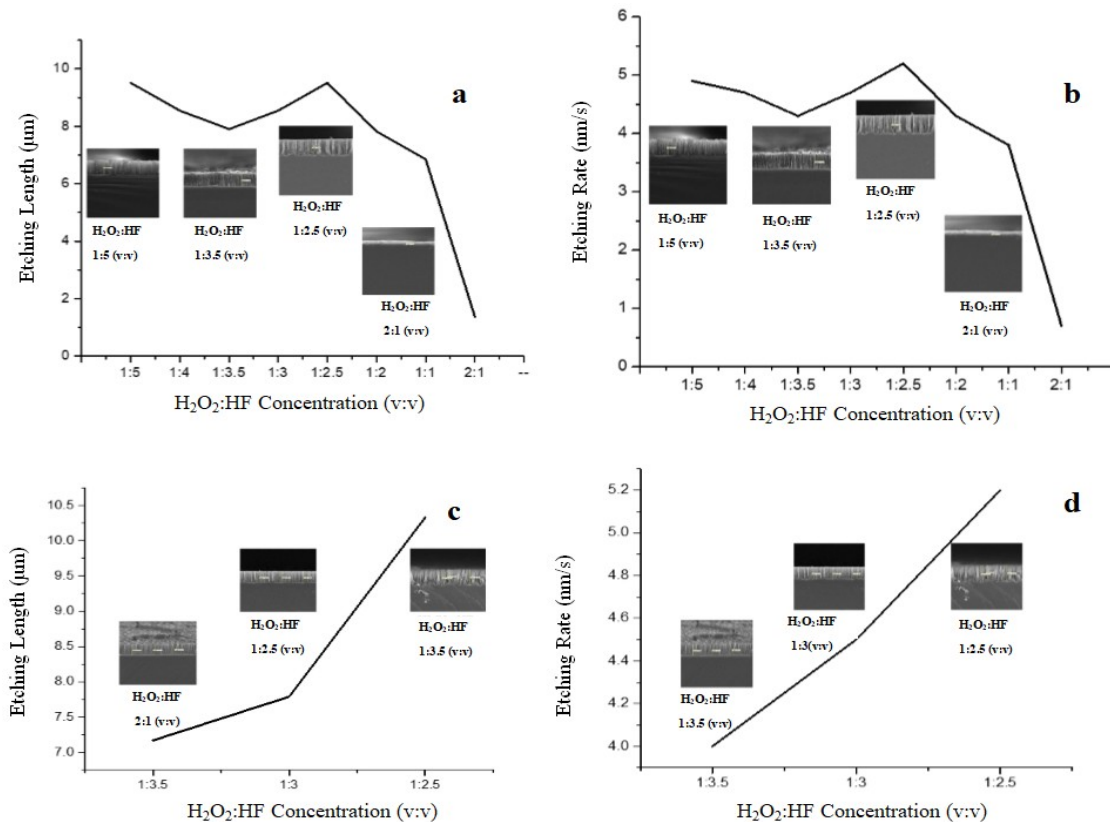 a
Etching Length (µm)
10
8
6
4
2
0
H₂O₂:HF
1:5 (v:v)
H₂O₂:HF
1:3.5 (v:v)
H₂O₂:HF
1:2.5 (v:v)
H₂O₂:HF
2:1 (v:v)
1:5 1:4 1:3.5 1:3 1:2.5 1:2 1:1 2:1 --
H₂O₂:HF Concentration (v:v)
b
Etching Rate (nm/s)
6
5
4
3
2
1
0
H₂O₂:HF
1:5 (v:v)
H₂O₂:HF
1:3.5 (v:v)
H₂O₂:HF
1:2.5 (v:v)
H₂O₂:HF
2:1 (v:v)
1:5 1:4 1:3.5 1:3 1:2.5 1:2 1:1 2:1
H₂O₂:HF Concentration (v:v)
c
Etching Length (µm)
10.5
10.0
9.5
9.0
8.5
8.0
7.5
7.0
H₂O₂:HF
2:1 (v:v)
H₂O₂:HF
1:2.5 (v:v)
H₂O₂:HF
1:3.5 (v:v)
1:3.5 1:3 1:2.5
H₂O₂:HF Concentration (v:v)
d
Etching Rate (nm/s)
5.2
5.0
4.8
4.6
4.4
4.2
4.0
H₂O₂:HF
1:3.5 (v:v)
H₂O₂:HF
1:3(v:v)
H₂O₂:HF
1:2.5 (v:v)
1:3.5 1:3 1:2.5
H₂O₂:HF Concentration (v:v)